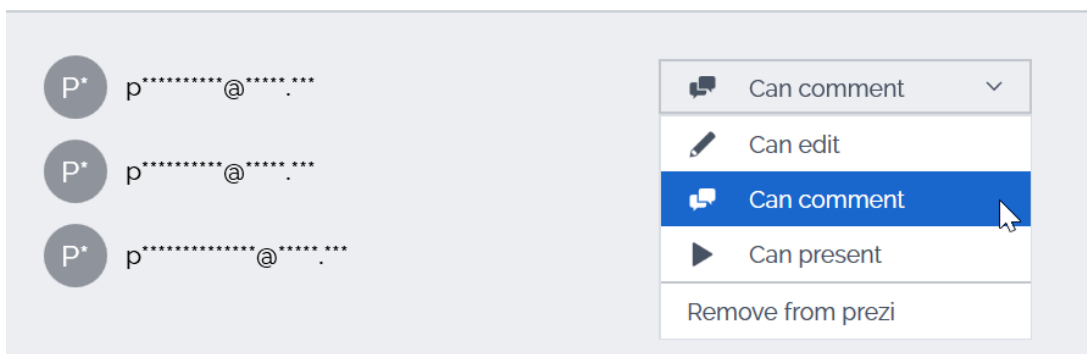 P* p**********@*****.***
Can comment
Can edit
P* p**********@*****.***
Can comment
Can present
P* p**************@*****.***
Remove from prezi